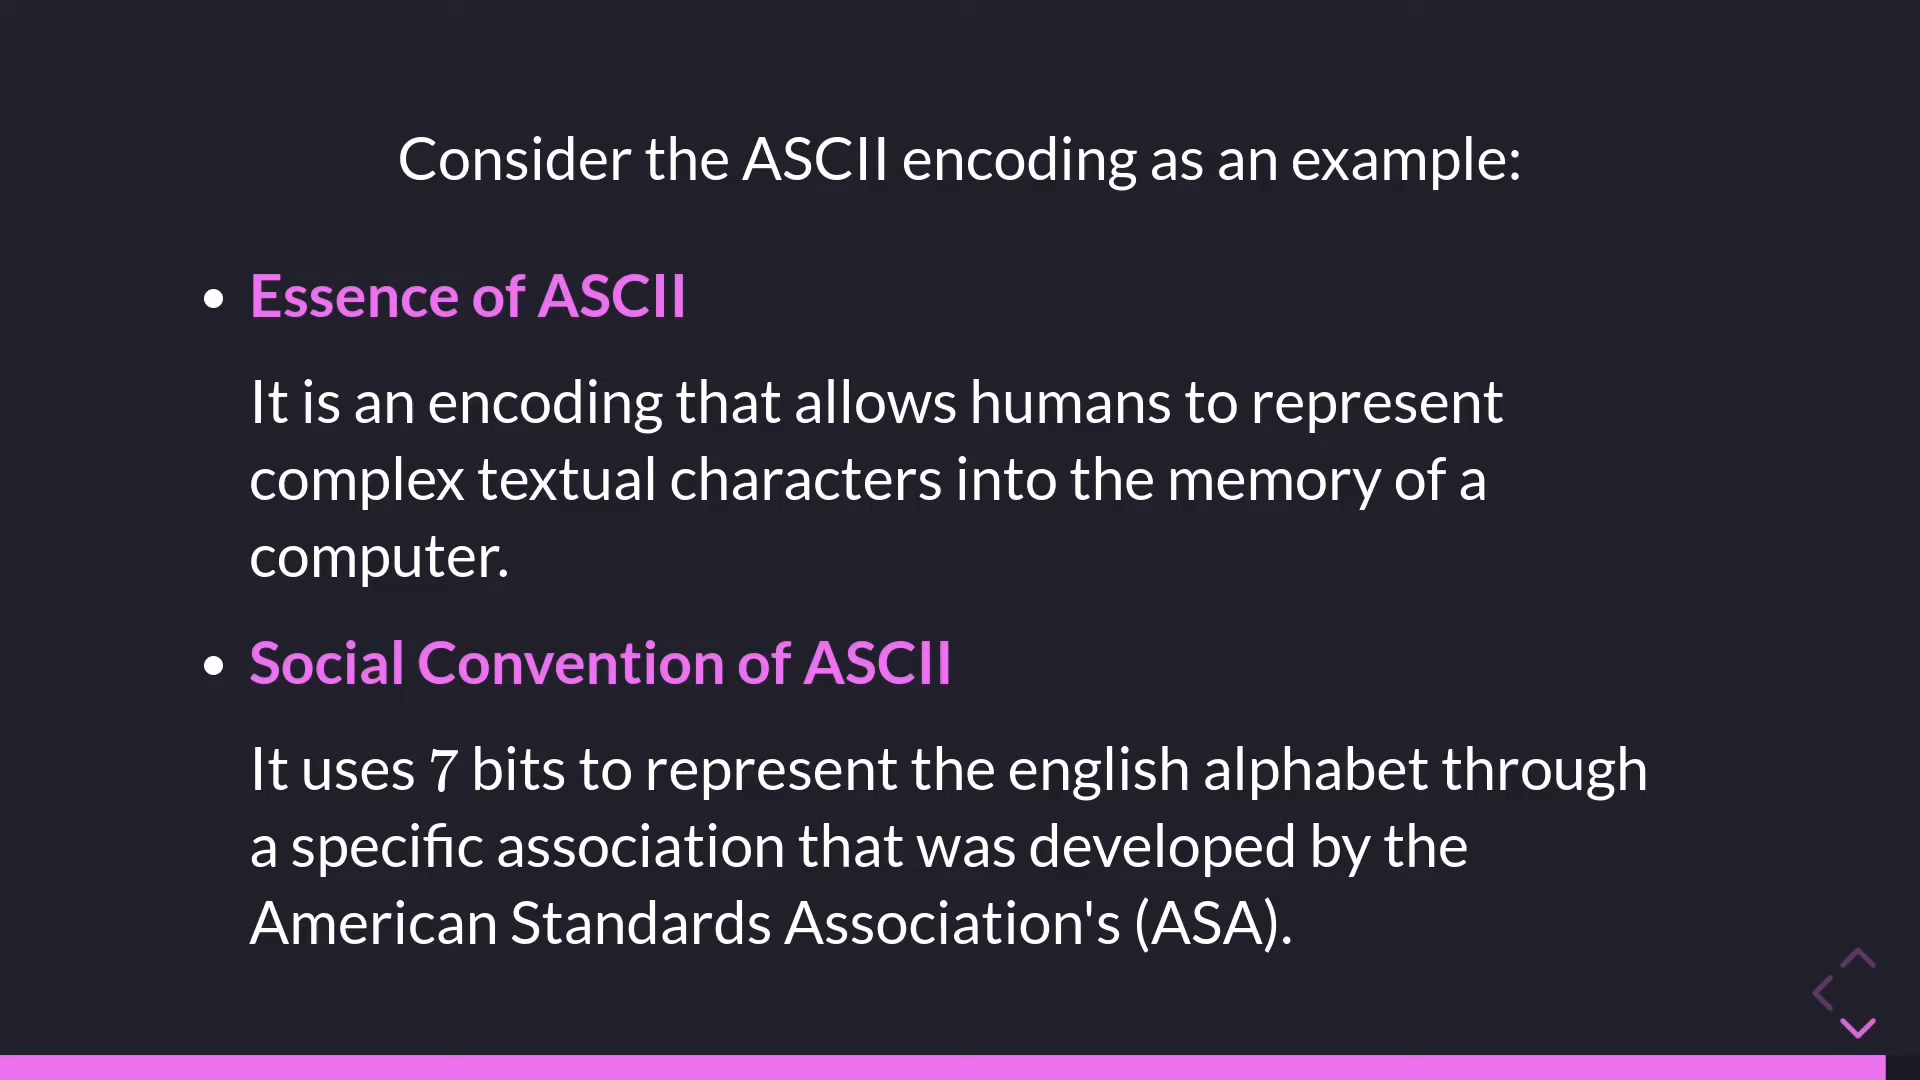 Consider the ASCII encoding as an example:
• Essence of ASCII
It is an encoding that allows humans to represent
complex textual characters into the memory of a
computer.
• Social Convention of ASCII
It uses 7 bits to represent the english alphabet through
a specific association that was developed by the
American Standards Association's (ASA).